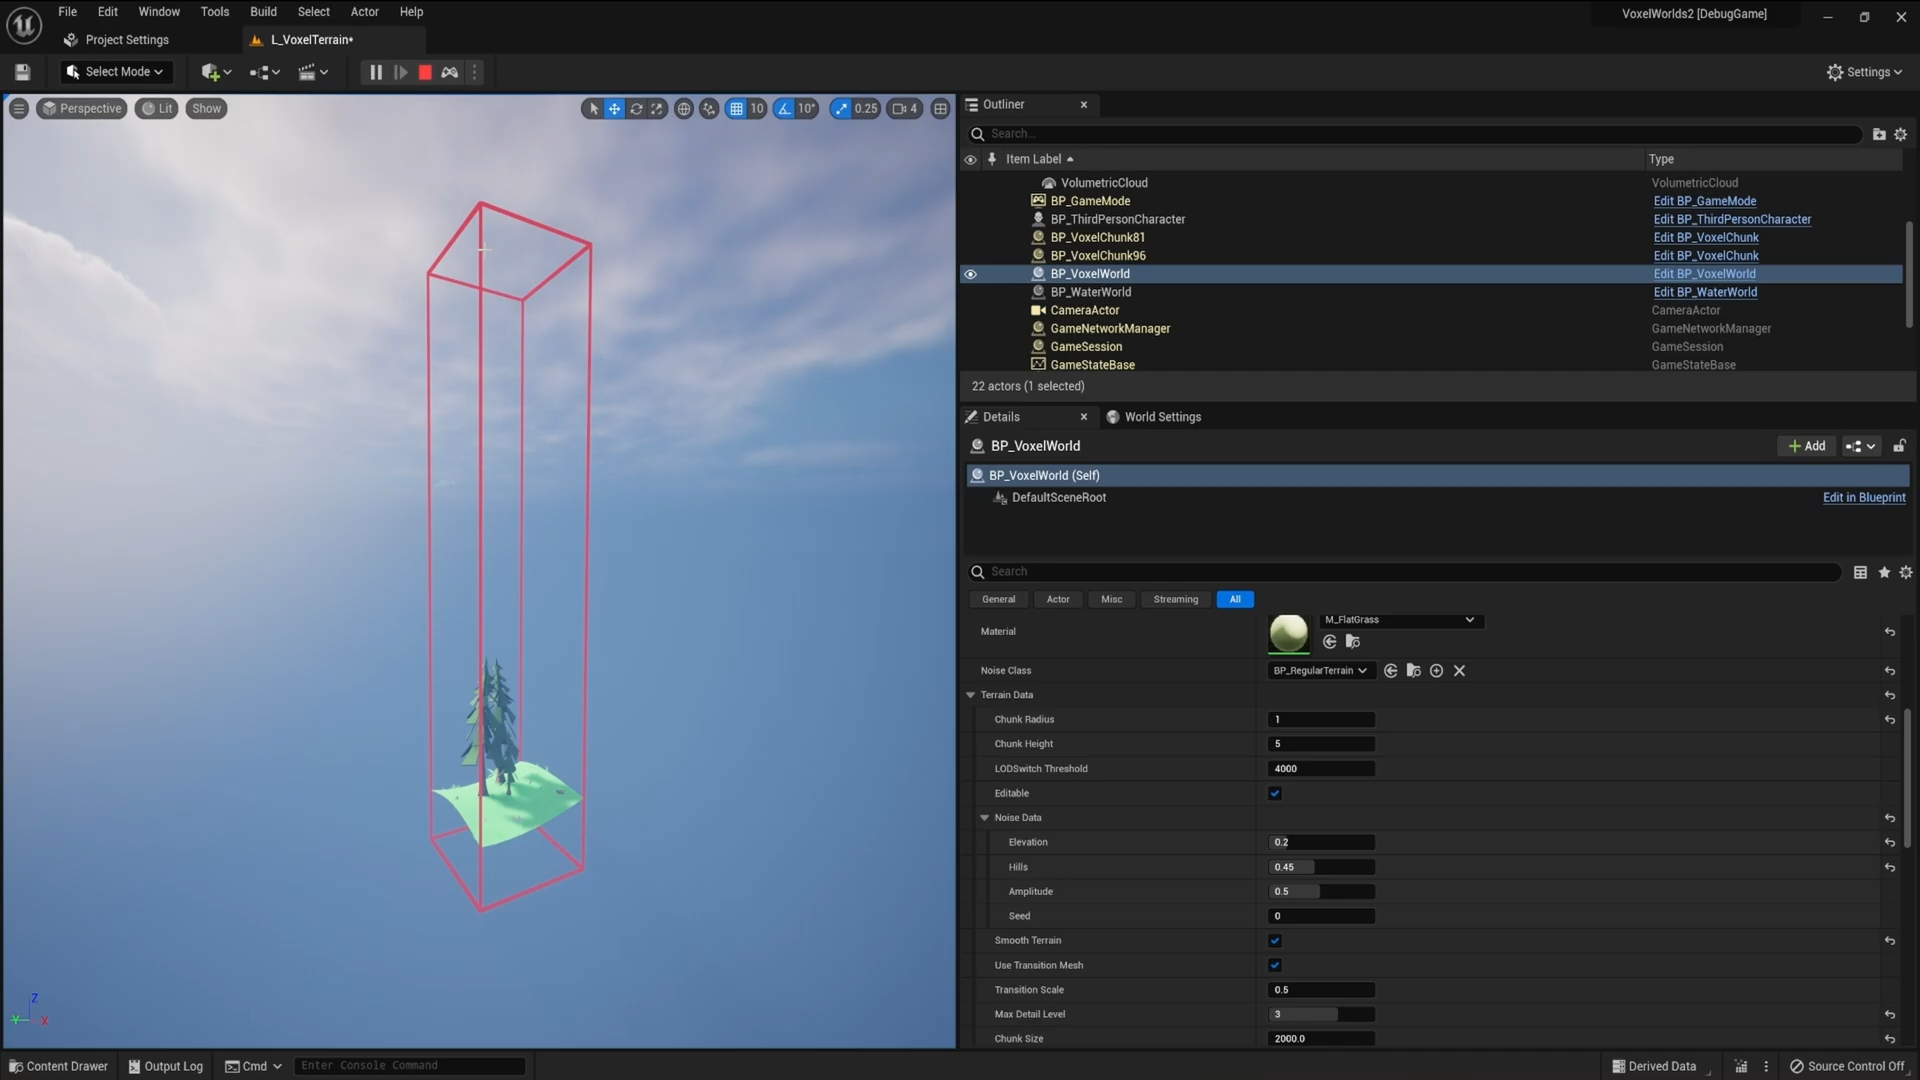 File Edit Window Tools Build Select Actor Help
VoxelWorlds2 [DebugGame]
Project Settings
L_VoxelTerrain*
Select Mode
Settings
Perspective Lit Show
10 10° 0.25 4
Outliner
Search...
Item Label Type
VolumetricCloud VolumetricCloud
BP_GameMode Edit BP_GameMode
BP_ThirdPersonCharacter Edit BP_ThirdPersonCharacter
BP_VoxelChunk81 Edit BP_VoxelChunk
BP_VoxelChunk96 Edit BP_VoxelChunk
BP_VoxelWorld Edit BP_VoxelWorld
BP_WaterWorld Edit BP_WaterWorld
CameraActor CameraActor
GameNetworkManager GameNetworkManager
GameSession GameSession
GameStateBase GameStateBase
22 actors (1 selected)
Details World Settings
BP_VoxelWorld
Add
BP_VoxelWorld (Self)
DefaultSceneRoot Edit in Blueprint
Search
General Actor Misc Streaming All
Material M_FlatGrass
Noise Class BP_RegularTerrain
Terrain Data
Chunk Radius 1
Chunk Height 5
LODSwitch Threshold 4000
Editable
Noise Data
Elevation 0.2
Hills 0.45
Amplitude 0.5
Seed 0
Smooth Terrain
Use Transition Mesh
Transition Scale 0.5
Max Detail Level 3
Chunk Size 2000.0
Z
Y X
Content Drawer Output Log Cmd Enter Console Command
Derived Data Source Control Off